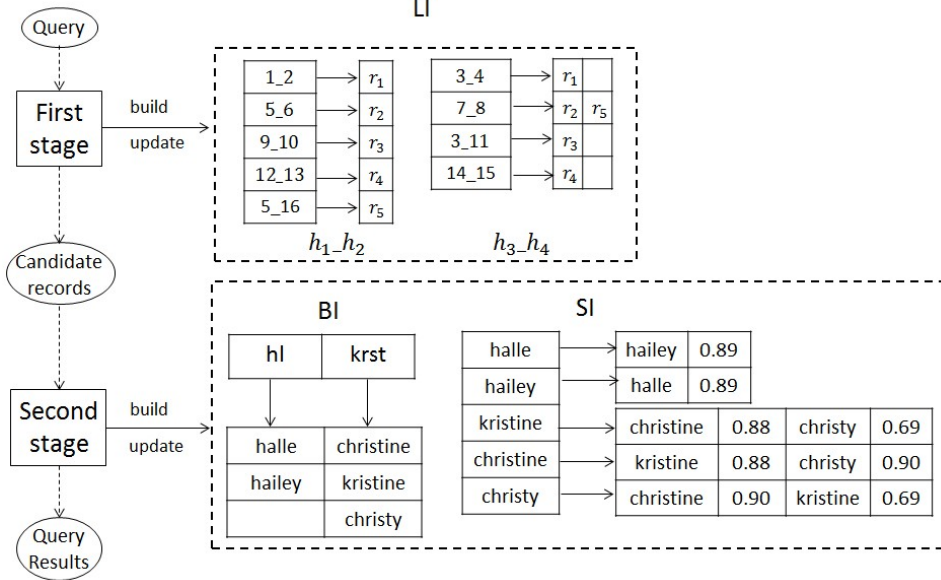 LI
Query
First
stage
build
update
1_2
r1
5_6
r2
9_10
r3
12_13
r4
5_16
r5
h1_h2
3_4
r1
7_8
r2 r5
3_11
r3
14_15
r4
h3_h4
Candidate
records
Second
stage
build
update
BI
hl krst
halle christine
hailey kristine
christy
SI
halle hailey 0.89
hailey halle 0.89
kristine christine 0.88 christy 0.69
christine kristine 0.88 christy 0.90
christy christine 0.90 kristine 0.69
Query
Results